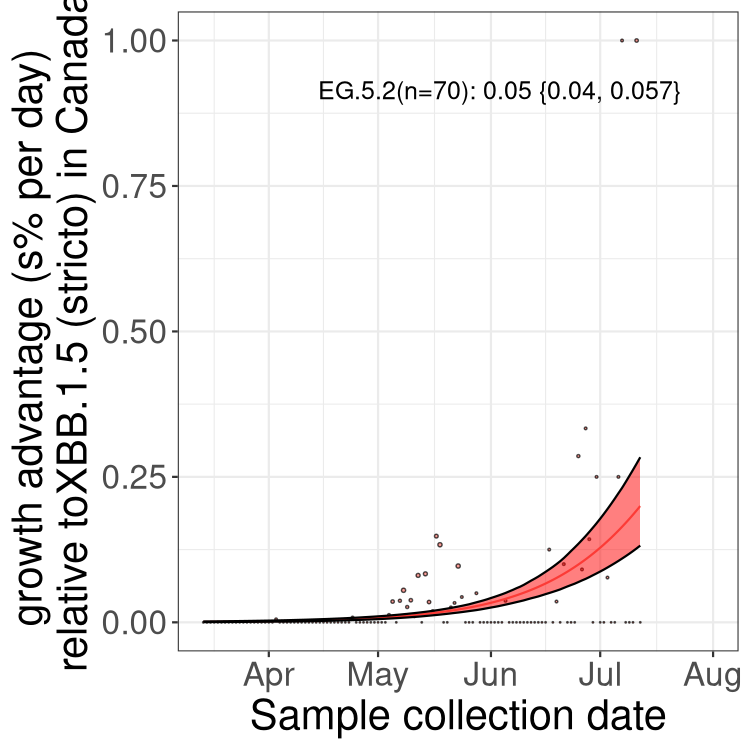 growth advantage (s% per day)
relative toXBB.1.5 (stricto) in Canada
1.00
EG.5.2(n=70): 0.05 {0.04, 0.057}
0.75
0.50
0.25
0.00
Apr May Jun Jul Aug
Sample collection date